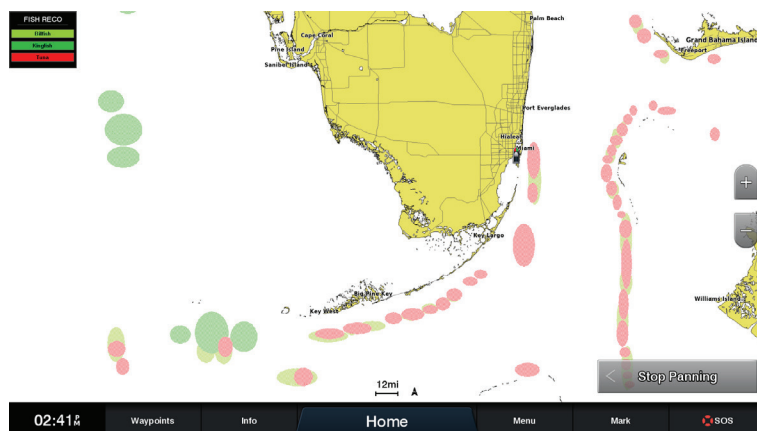 FISH RECO
Billfish
Kingfish
Tuna
Palm Beach
Cape Coral
Pine Island
Sanibel Island
Grand Bahama Island
Freeport
Port Everglades
Hialeah
Miami
+
−
Key Largo
Big Pine Key
Key West
Williams Island
12mi
< Stop Panning
02:41 PM
Waypoints
Info
Home
Menu
Mark
SOS